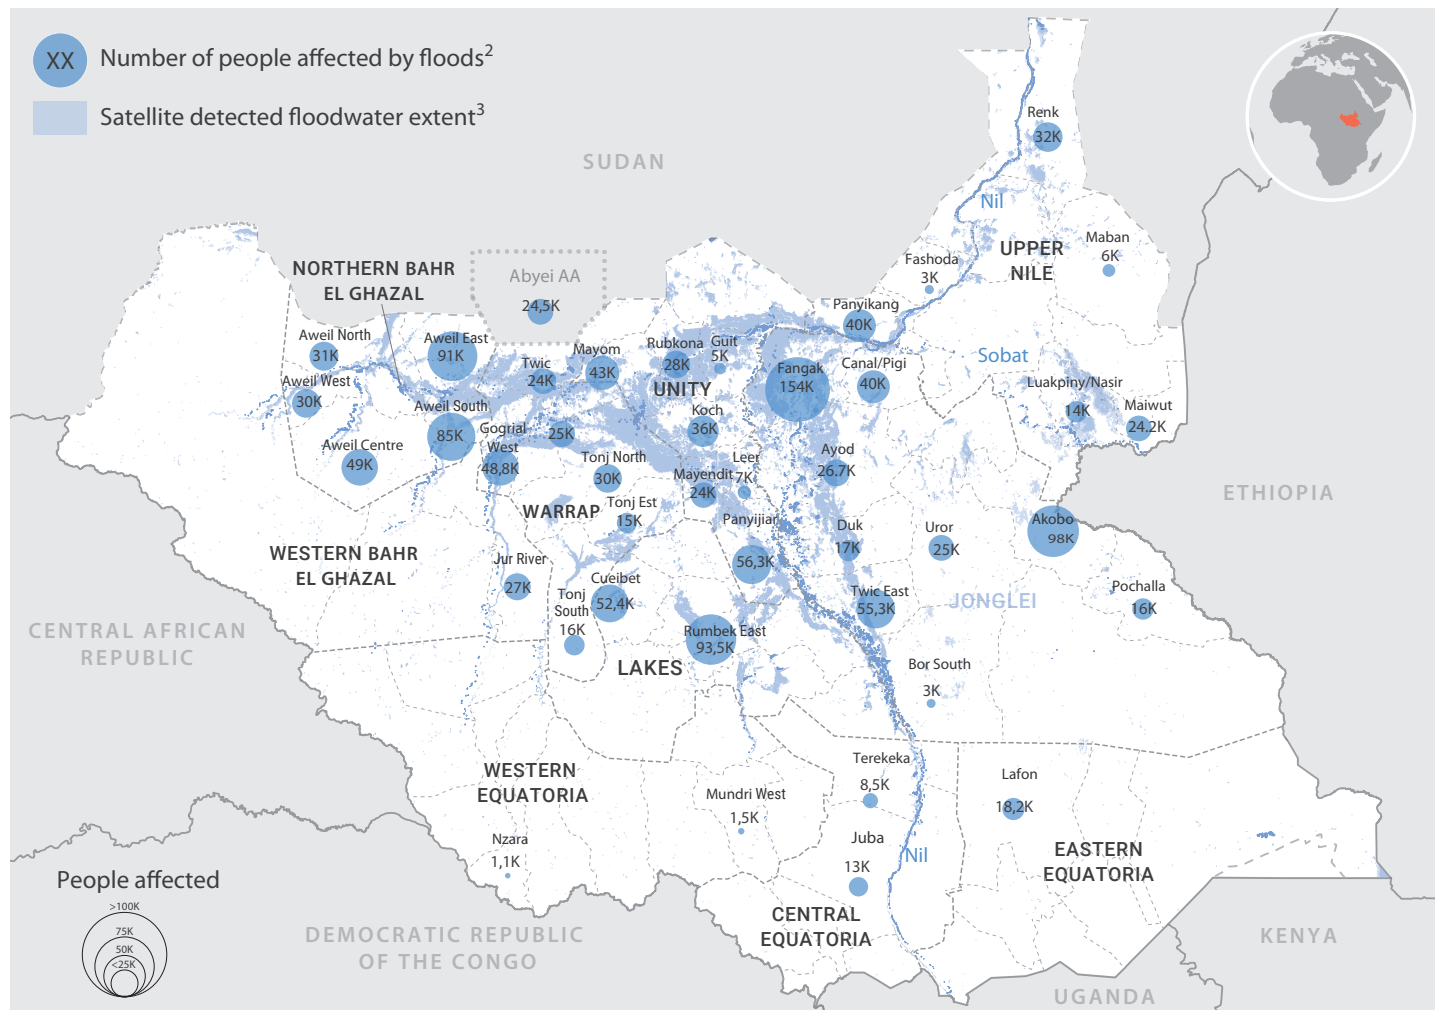 XX
Number of people affected by floods2
Satellite detected floodwater extent3
SUDAN
Renk
32K
Nil
UPPER
NILE
Maban
6K
Fashoda
3K
NORTHERN BAHR
EL GHAZAL
Abyei AA
24,5K
Panyikang
40K
Aweil North
31K
Aweil East
91K
Twic
24K
Mayom
43K
Rubkona
28K
Guit
5K
UNITY
Fangak
154K
Canal/Pigi
40K
Sobat
Luakpiny/Nasir
14K
Maiwut
24.2K
Aweil West
30K
Aweil South
85K
Gogrial
West
48,8K
25K
Koch
36K
Aweil Centre
49K
Tonj North
30K
Mayendit
24K
Leer
7K
Ayod
26.7K
ETHIOPIA
WARRAP
Tonj Est
15K
Panyijiar
56,3K
Duk
17K
Uror
25K
Akobo
98K
WESTERN BAHR
EL GHAZAL
Jur River
27K
Tonj
South
16K
Cueibet
52,4K
Twic East
55,3K
JONGLEI
Pochalla
16K
CENTRAL AFRICAN
REPUBLIC
Rumbek East
93,5K
LAKES
Bor South
3K
WESTERN
EQUATORIA
Terekeka
8,5K
Lafon
18,2K
Mundri West
1,5K
Nzara
1,1K
Juba
13K
Nil
EASTERN
EQUATORIA
CENTRAL
EQUATORIA
People affected
>100K
75K
50K
<25K
DEMOCRATIC REPUBLIC
OF THE CONGO
KENYA
UGANDA